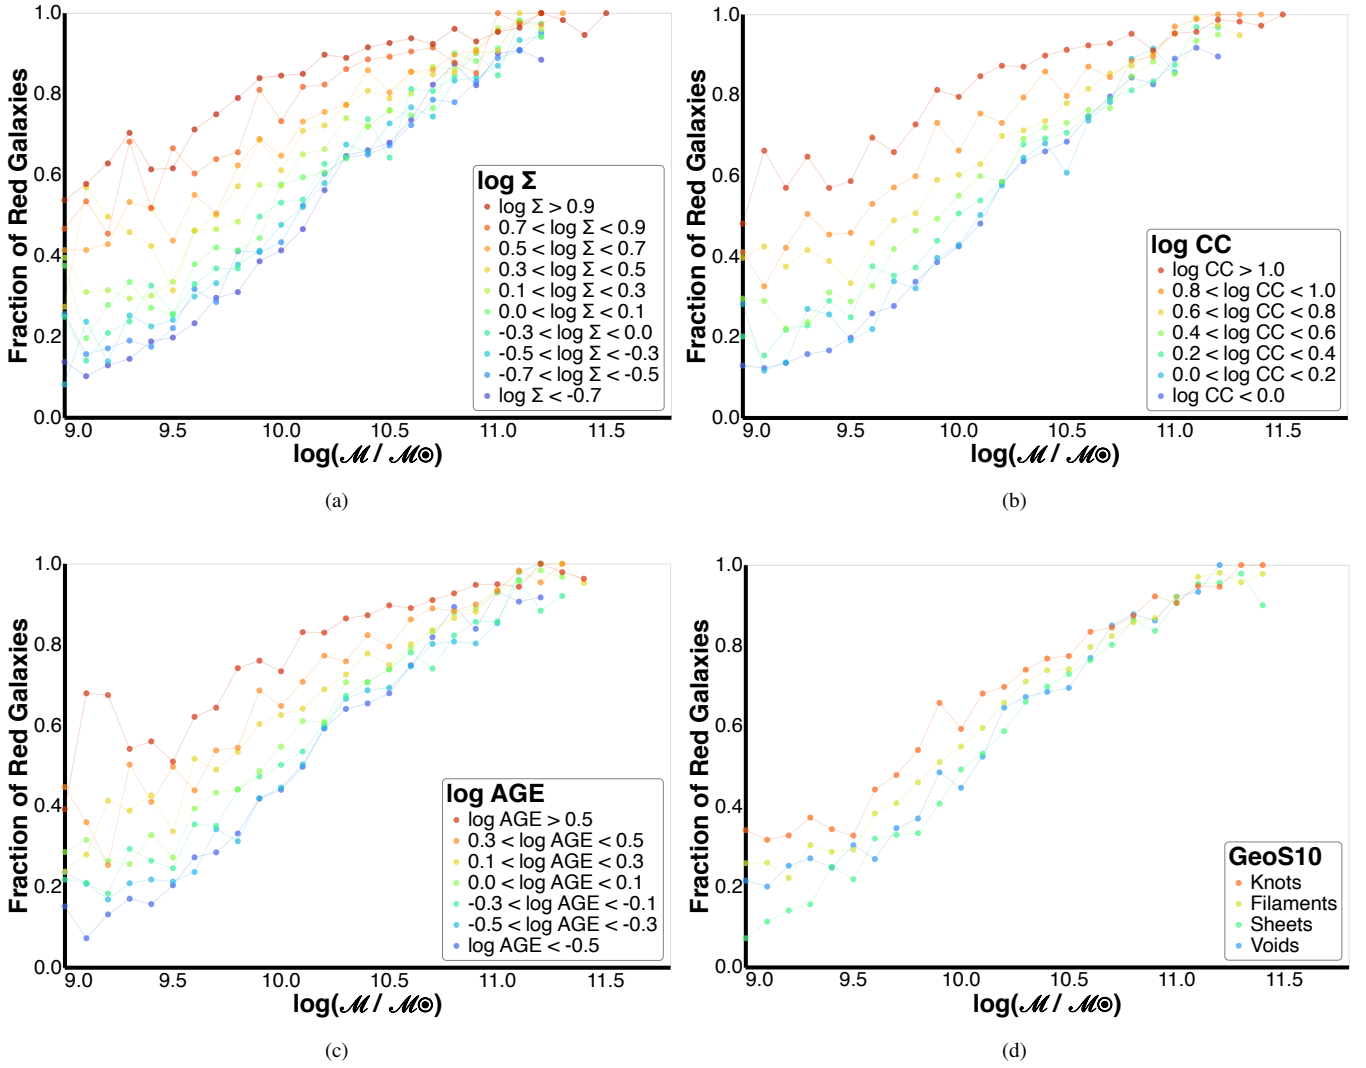 1.0
0.8
0.6
0.4
0.2
0.0
Fraction of Red Galaxies
9.0 9.5 10.0 10.5 11.0 11.5
log(ℳ / ℳ⊙)
log Σ
log Σ > 0.9
0.7 < log Σ < 0.9
0.5 < log Σ < 0.7
0.3 < log Σ < 0.5
0.1 < log Σ < 0.3
0.0 < log Σ < 0.1
-0.3 < log Σ < 0.0
-0.5 < log Σ < -0.3
-0.7 < log Σ < -0.5
log Σ < -0.7
(a)
1.0
0.8
0.6
0.4
0.2
0.0
Fraction of Red Galaxies
9.0 9.5 10.0 10.5 11.0 11.5
log(ℳ / ℳ⊙)
log CC
log CC > 1.0
0.8 < log CC < 1.0
0.6 < log CC < 0.8
0.4 < log CC < 0.6
0.2 < log CC < 0.4
0.0 < log CC < 0.2
log CC < 0.0
(b)
1.0
0.8
0.6
0.4
0.2
0.0
Fraction of Red Galaxies
9.0 9.5 10.0 10.5 11.0 11.5
log(ℳ / ℳ⊙)
log AGE
log AGE > 0.5
0.3 < log AGE < 0.5
0.1 < log AGE < 0.3
0.0 < log AGE < 0.1
-0.3 < log AGE < -0.1
-0.5 < log AGE < -0.3
log AGE < -0.5
(c)
1.0
0.8
0.6
0.4
0.2
0.0
Fraction of Red Galaxies
9.0 9.5 10.0 10.5 11.0 11.5
log(ℳ / ℳ⊙)
GeoS10
Knots
Filaments
Sheets
Voids
(d)